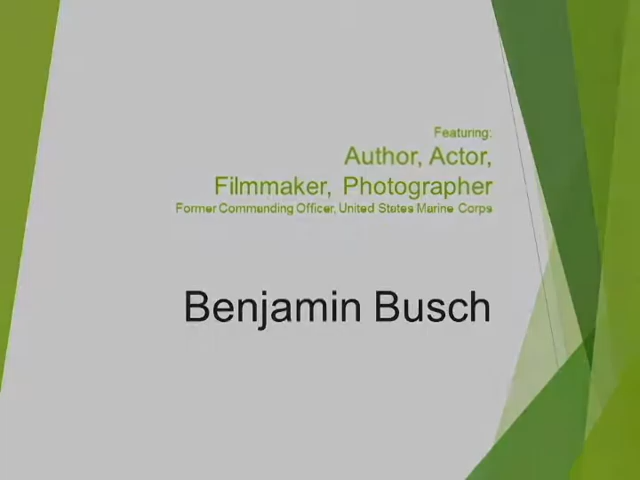 Featuring:
Author, Actor,
Filmmaker, Photographer
Former Commanding Officer, United States Marine Corps
Benjamin Busch